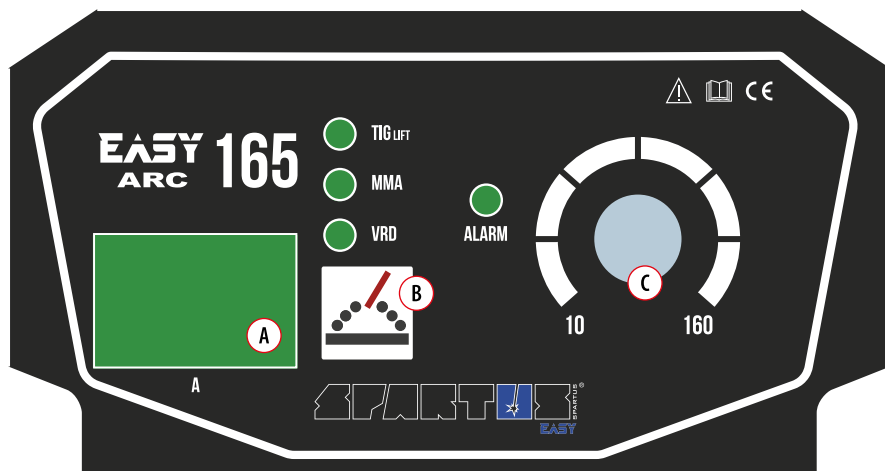 EASY ARC 165
TIG LIFT
MMA
VRD
ALARM
CE
A
B
C
10
160
A
SPARTUS®
SPARTUS
EASY